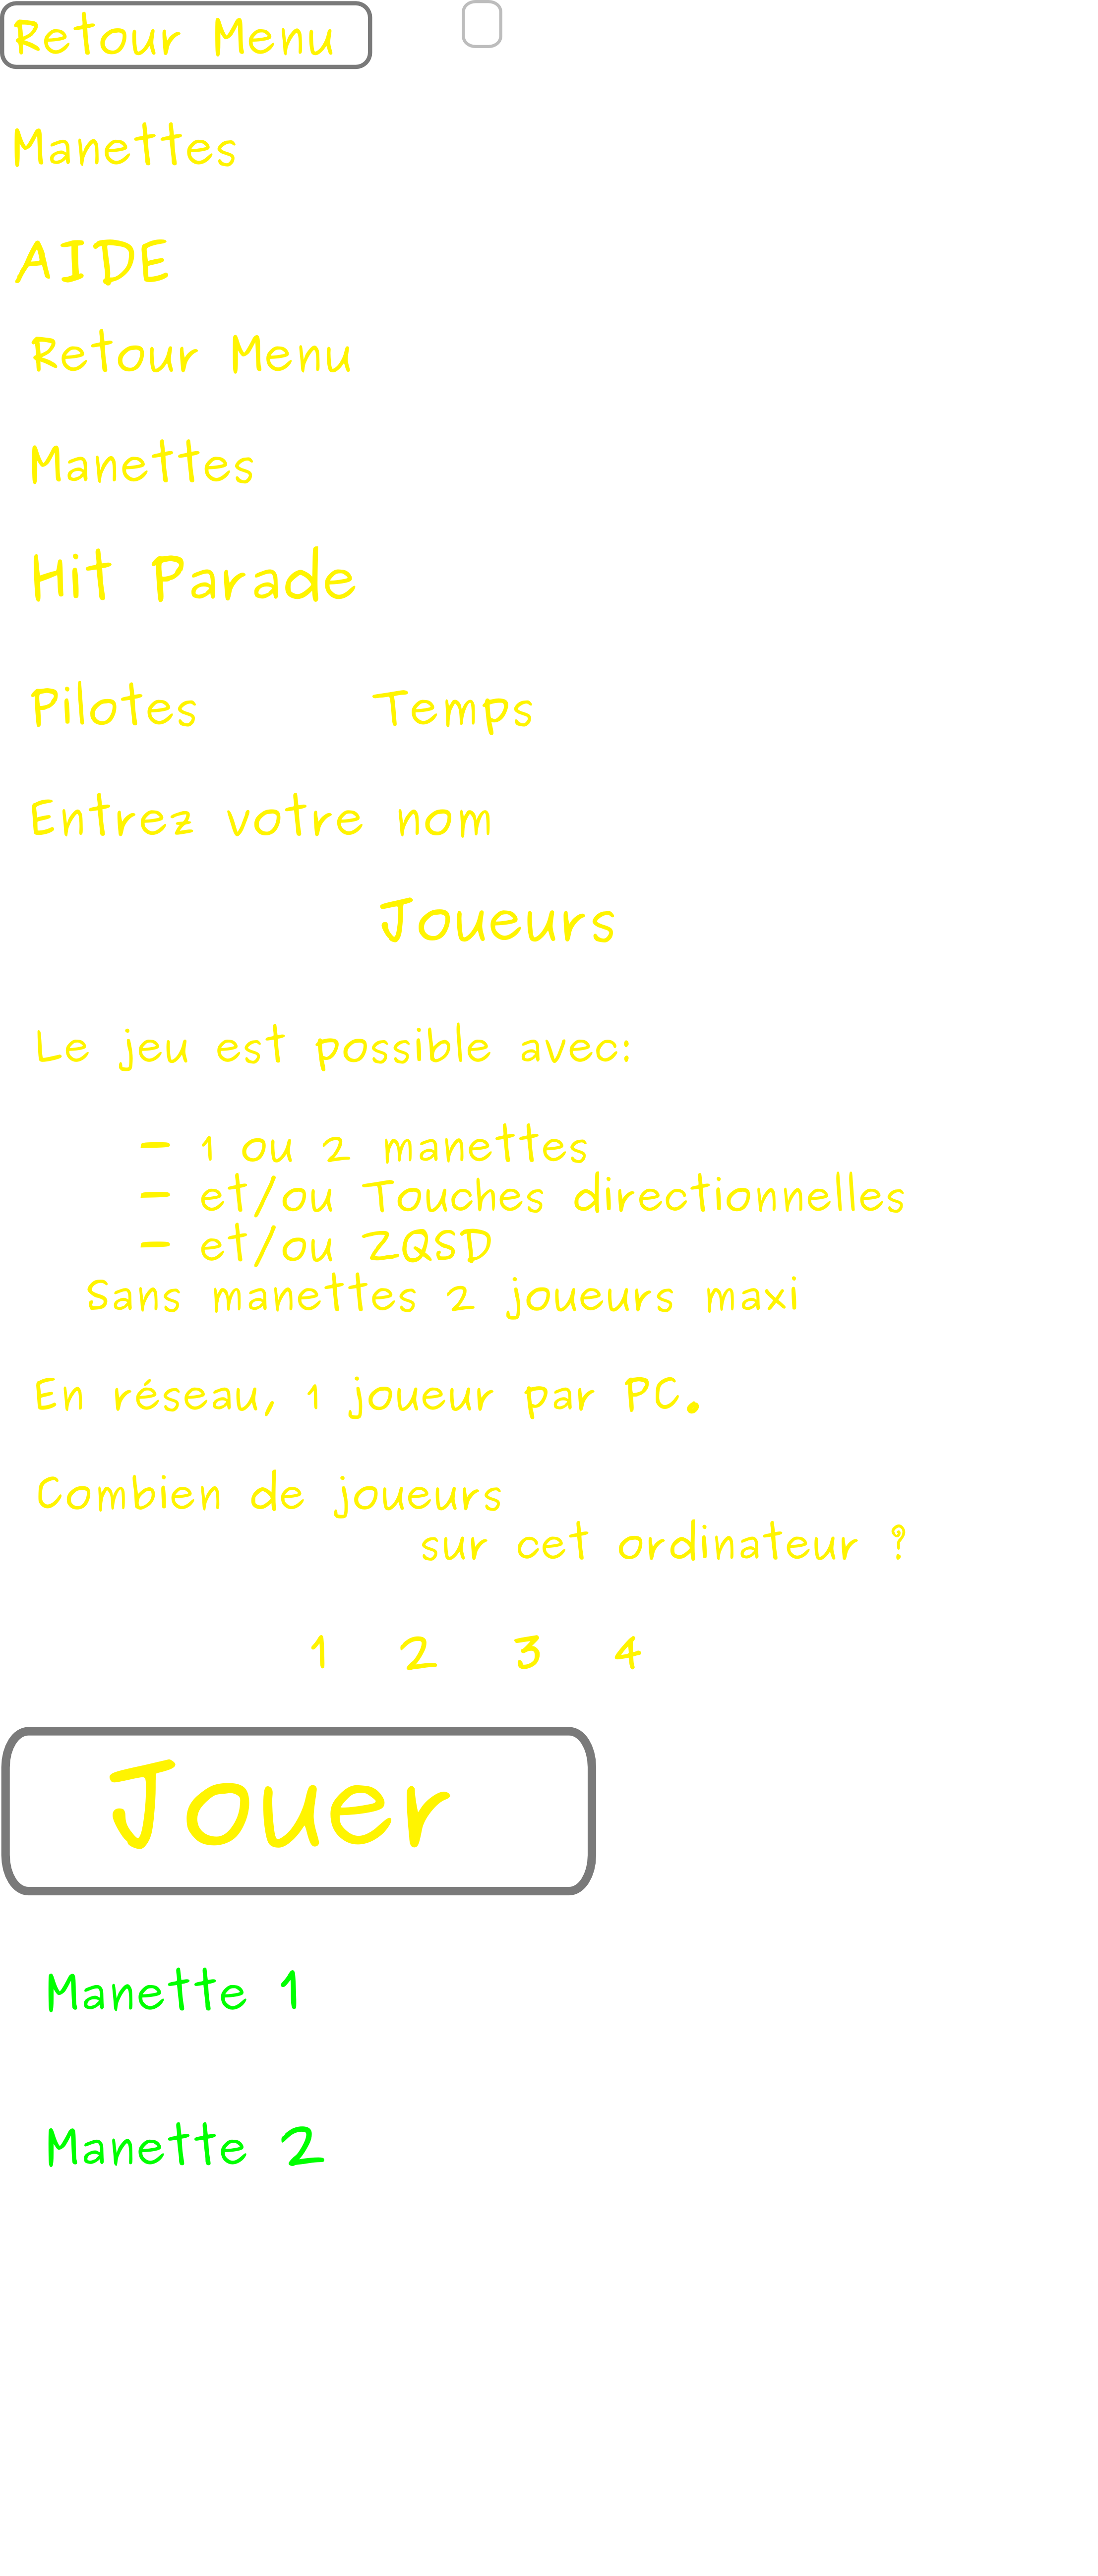 Retour Menu
Manettes
AIDE
Retour Menu
Manettes
Hit Parade
Pilotes Temps
Entrez votre nom
Joueurs
Le jeu est possible avec:
- 1 ou 2 manettes
- et/ou Touches directionnelles
- et/ou ZQSD
Sans manettes 2 joueurs maxi
En réseau, 1 joueur par PC.
Combien de joueurs
sur cet ordinateur ?
1 2 3 4
Jouer
Manette 1
Manette 2